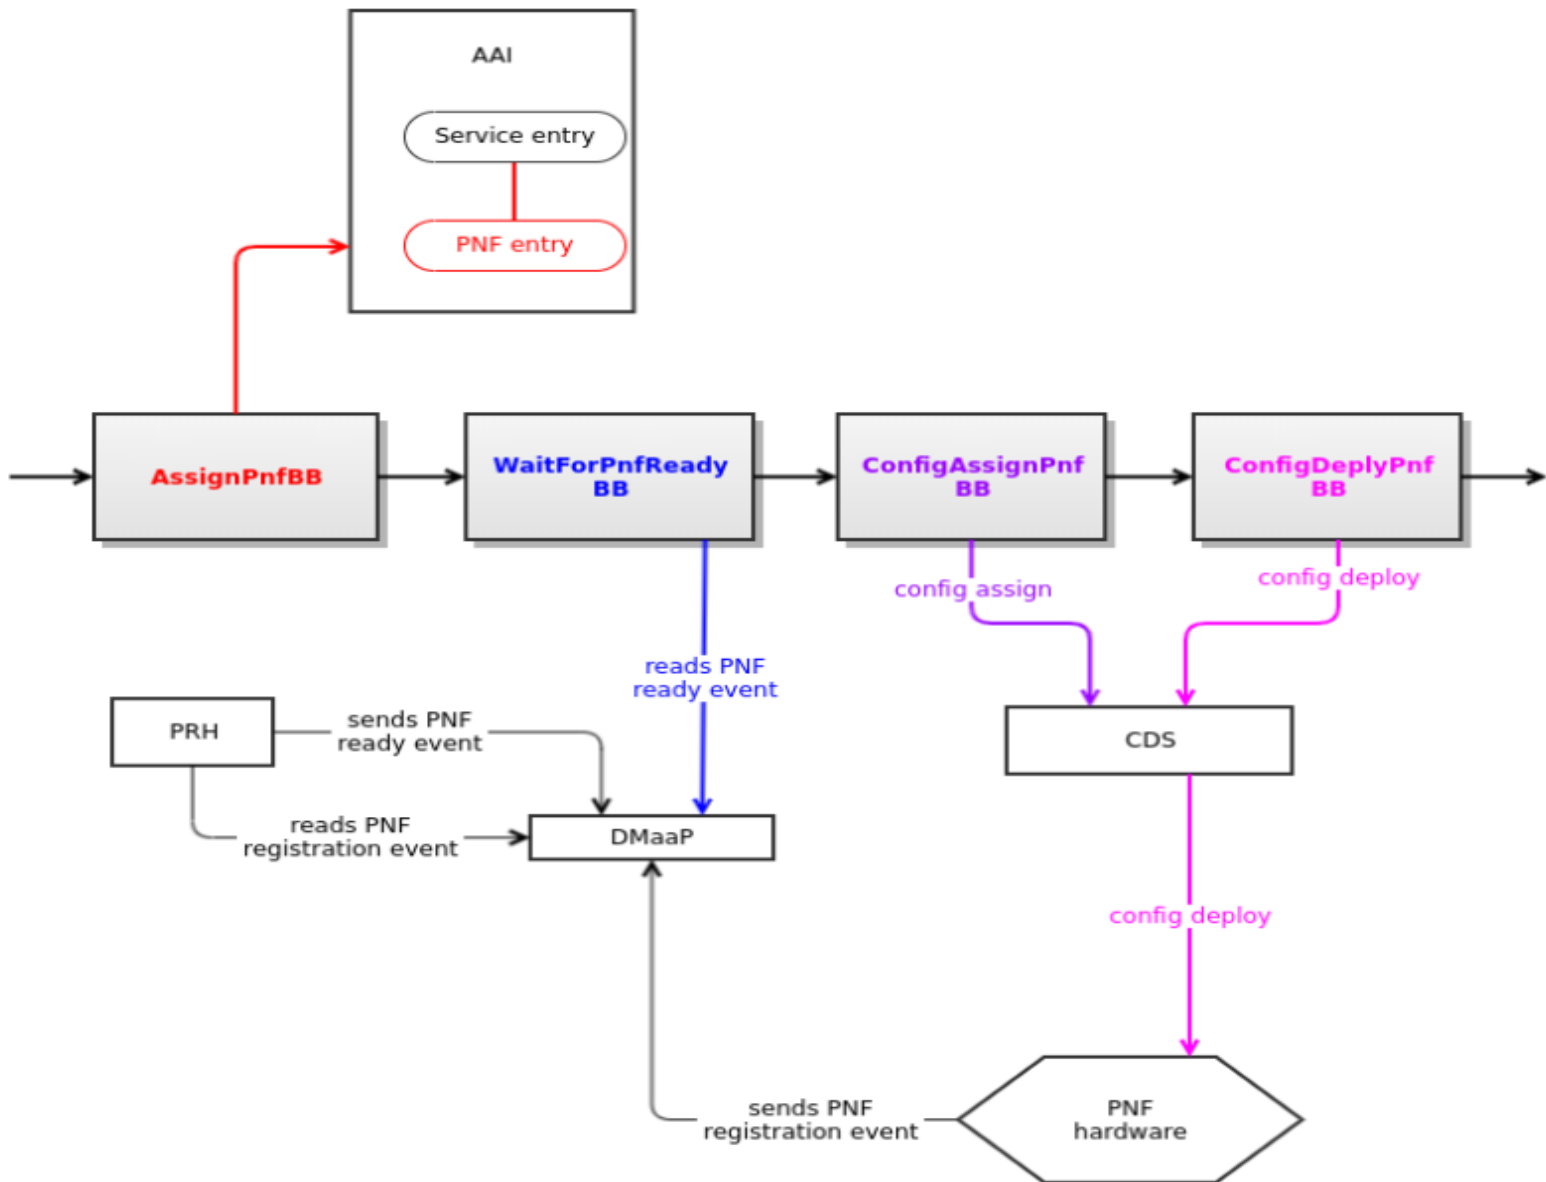 AAI
Service entry
PNF entry
AssignPnfBB
WaitForPnfReady
BB
ConfigAssignPnf
BB
ConfigDeplyPnf
BB
config assign
config deploy
reads PNF
ready event
PRH
sends PNF
ready event
CDS
reads PNF
registration event
DMaaP
config deploy
sends PNF
registration event
PNF
hardware